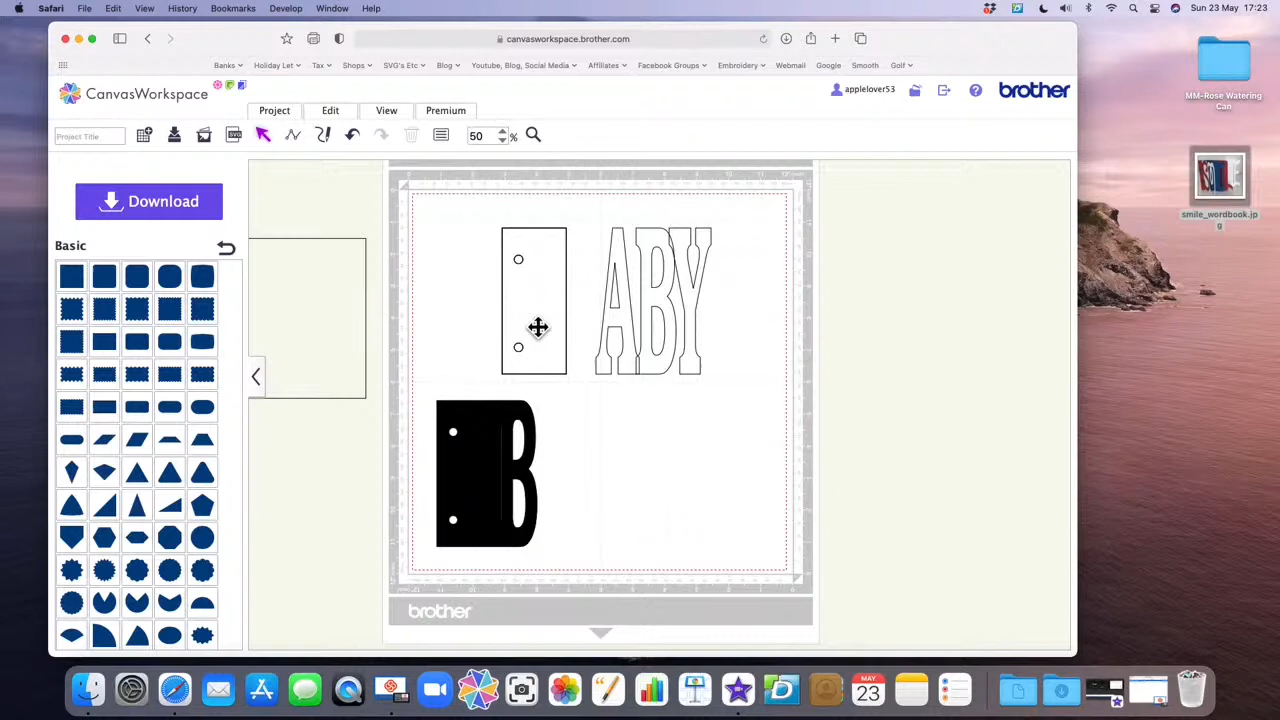 Safari File Edit View History Bookmarks Develop Window Help Sun 23 May 17:23
canvasworkspace.brother.com
Banks Holiday Let Tax Shops SVG's Etc Blog Youtube, Blog, Social Media Affiliates Facebook Groups Embroidery Webmail Google Smooth Golf
CanvasWorkspace applelover53 brother
Project Edit View Premium
Project Title SVG 50 %
Download
Basic
ABY
B
brother
MM-Rose Watering
Can
smile_wordbook.jp
g
MAY
23